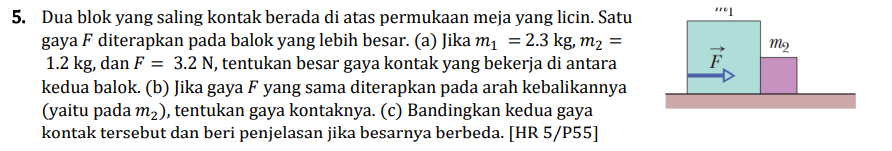 5. Dua blok yang saling kontak berada di atas permukaan meja yang licin. Satu
gaya F diterapkan pada balok yang lebih besar. (a) Jika m₁ = 2.3 kg, m₂ =
1.2 kg, dan F = 3.2 N, tentukan besar gaya kontak yang bekerja di antara
kedua balok. (b) Jika gaya F yang sama diterapkan pada arah kebalikannya
(yaitu pada m₂), tentukan gaya kontaknya. (c) Bandingkan kedua gaya
kontak tersebut dan beri penjelasan jika besarnya berbeda. [HR 5/P55]
m₂
F⃗